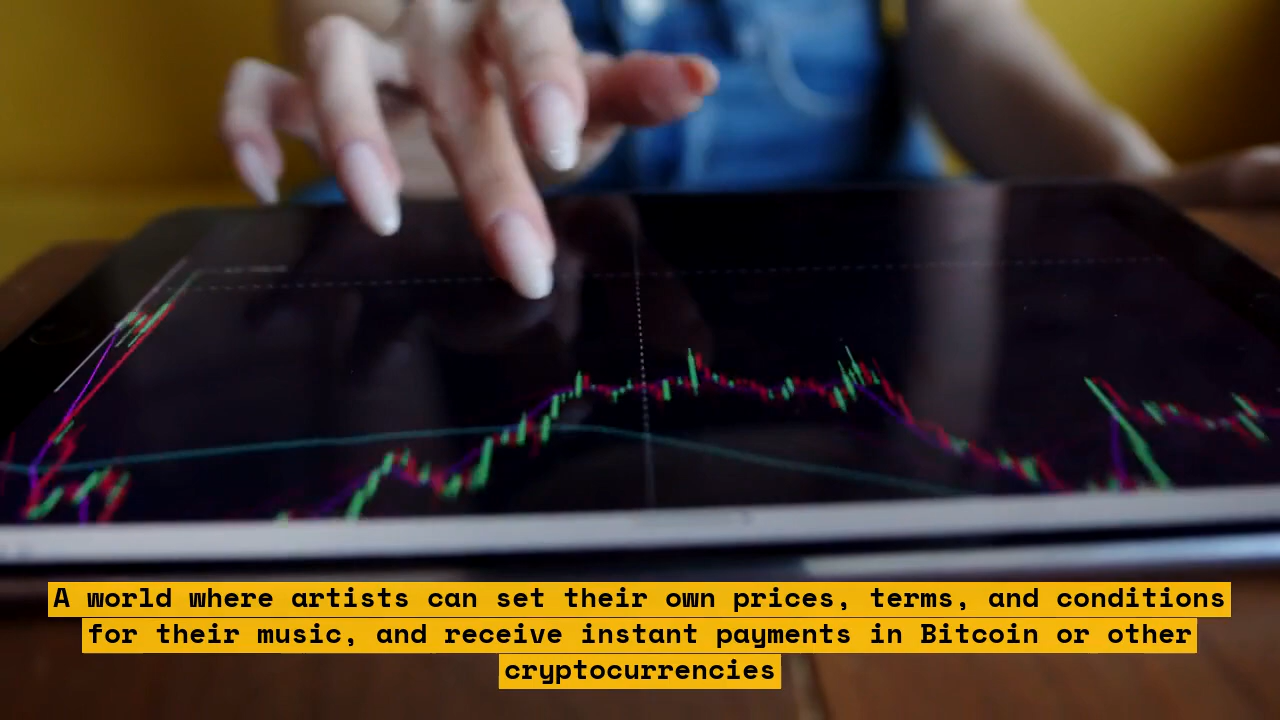 A world where artists can set their own prices, terms, and conditions
for their music, and receive instant payments in Bitcoin or other
cryptocurrencies